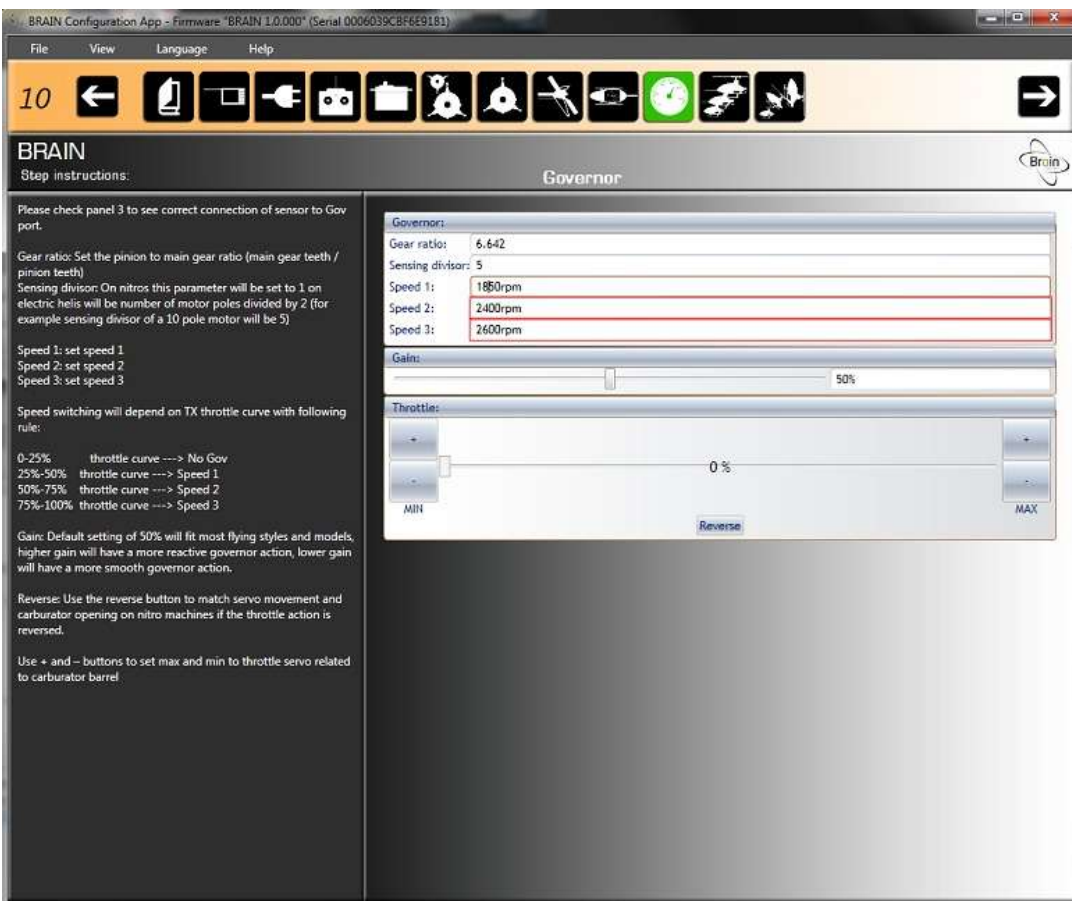 BRAIN Configuration App - Firmware "BRAIN 1.0.000" (Serial 0006039CBF6E9181)
File View Language Help
10
BRAIN
Step instructions:
Governor
Brain
Please check panel 3 to see correct connection of sensor to Gov
port.
Gear ratio: Set the pinion to main gear ratio (main gear teeth /
pinion teeth)
Sensing divisor: On nitros this parameter will be set to 1 on
electric helis will be number of motor poles divided by 2 (for
example sensing divisor of a 10 pole motor will be 5)
Speed 1: set speed 1
Speed 2: set speed 2
Speed 3: set speed 3
Speed switching will depend on TX throttle curve with following
rule:
0-25% throttle curve ---> No Gov
25%-50% throttle curve ---> Speed 1
50%-75% throttle curve ---> Speed 2
75%-100% throttle curve ---> Speed 3
Gain: Default setting of 50% will fit most flying styles and models,
higher gain will have a more reactive governor action, lower gain
will have a more smooth governor action.
Reverse: Use the reverse button to match servo movement and
carburator opening on nitro machines if the throttle action is
reversed.
Use + and – buttons to set max and min to throttle servo related
to carburator barrel
Governor:
Gear ratio: 6.642
Sensing divisor: 5
Speed 1: 1850rpm
Speed 2: 2400rpm
Speed 3: 2600rpm
Gain:
50%
Throttle:
+ +
0 %
- -
MIN MAX
Reverse